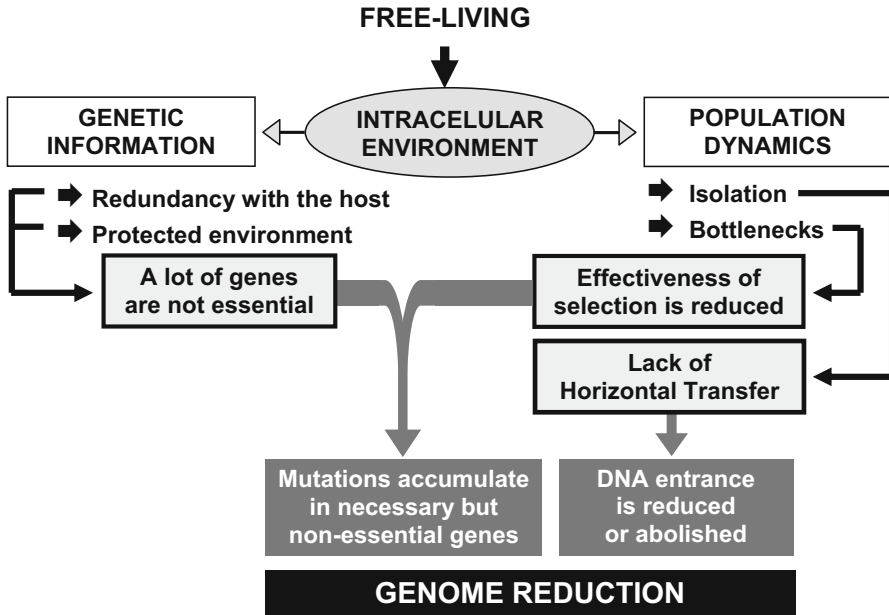 FREE-LIVING
GENETIC
INFORMATION
INTRACELULAR
ENVIRONMENT
POPULATION
DYNAMICS
Redundancy with the host
Protected environment
Isolation
Bottlenecks
A lot of genes
are not essential
Effectiveness of
selection is reduced
Lack of
Horizontal Transfer
Mutations accumulate
in necessary but
non-essential genes
DNA entrance
is reduced
or abolished
GENOME REDUCTION